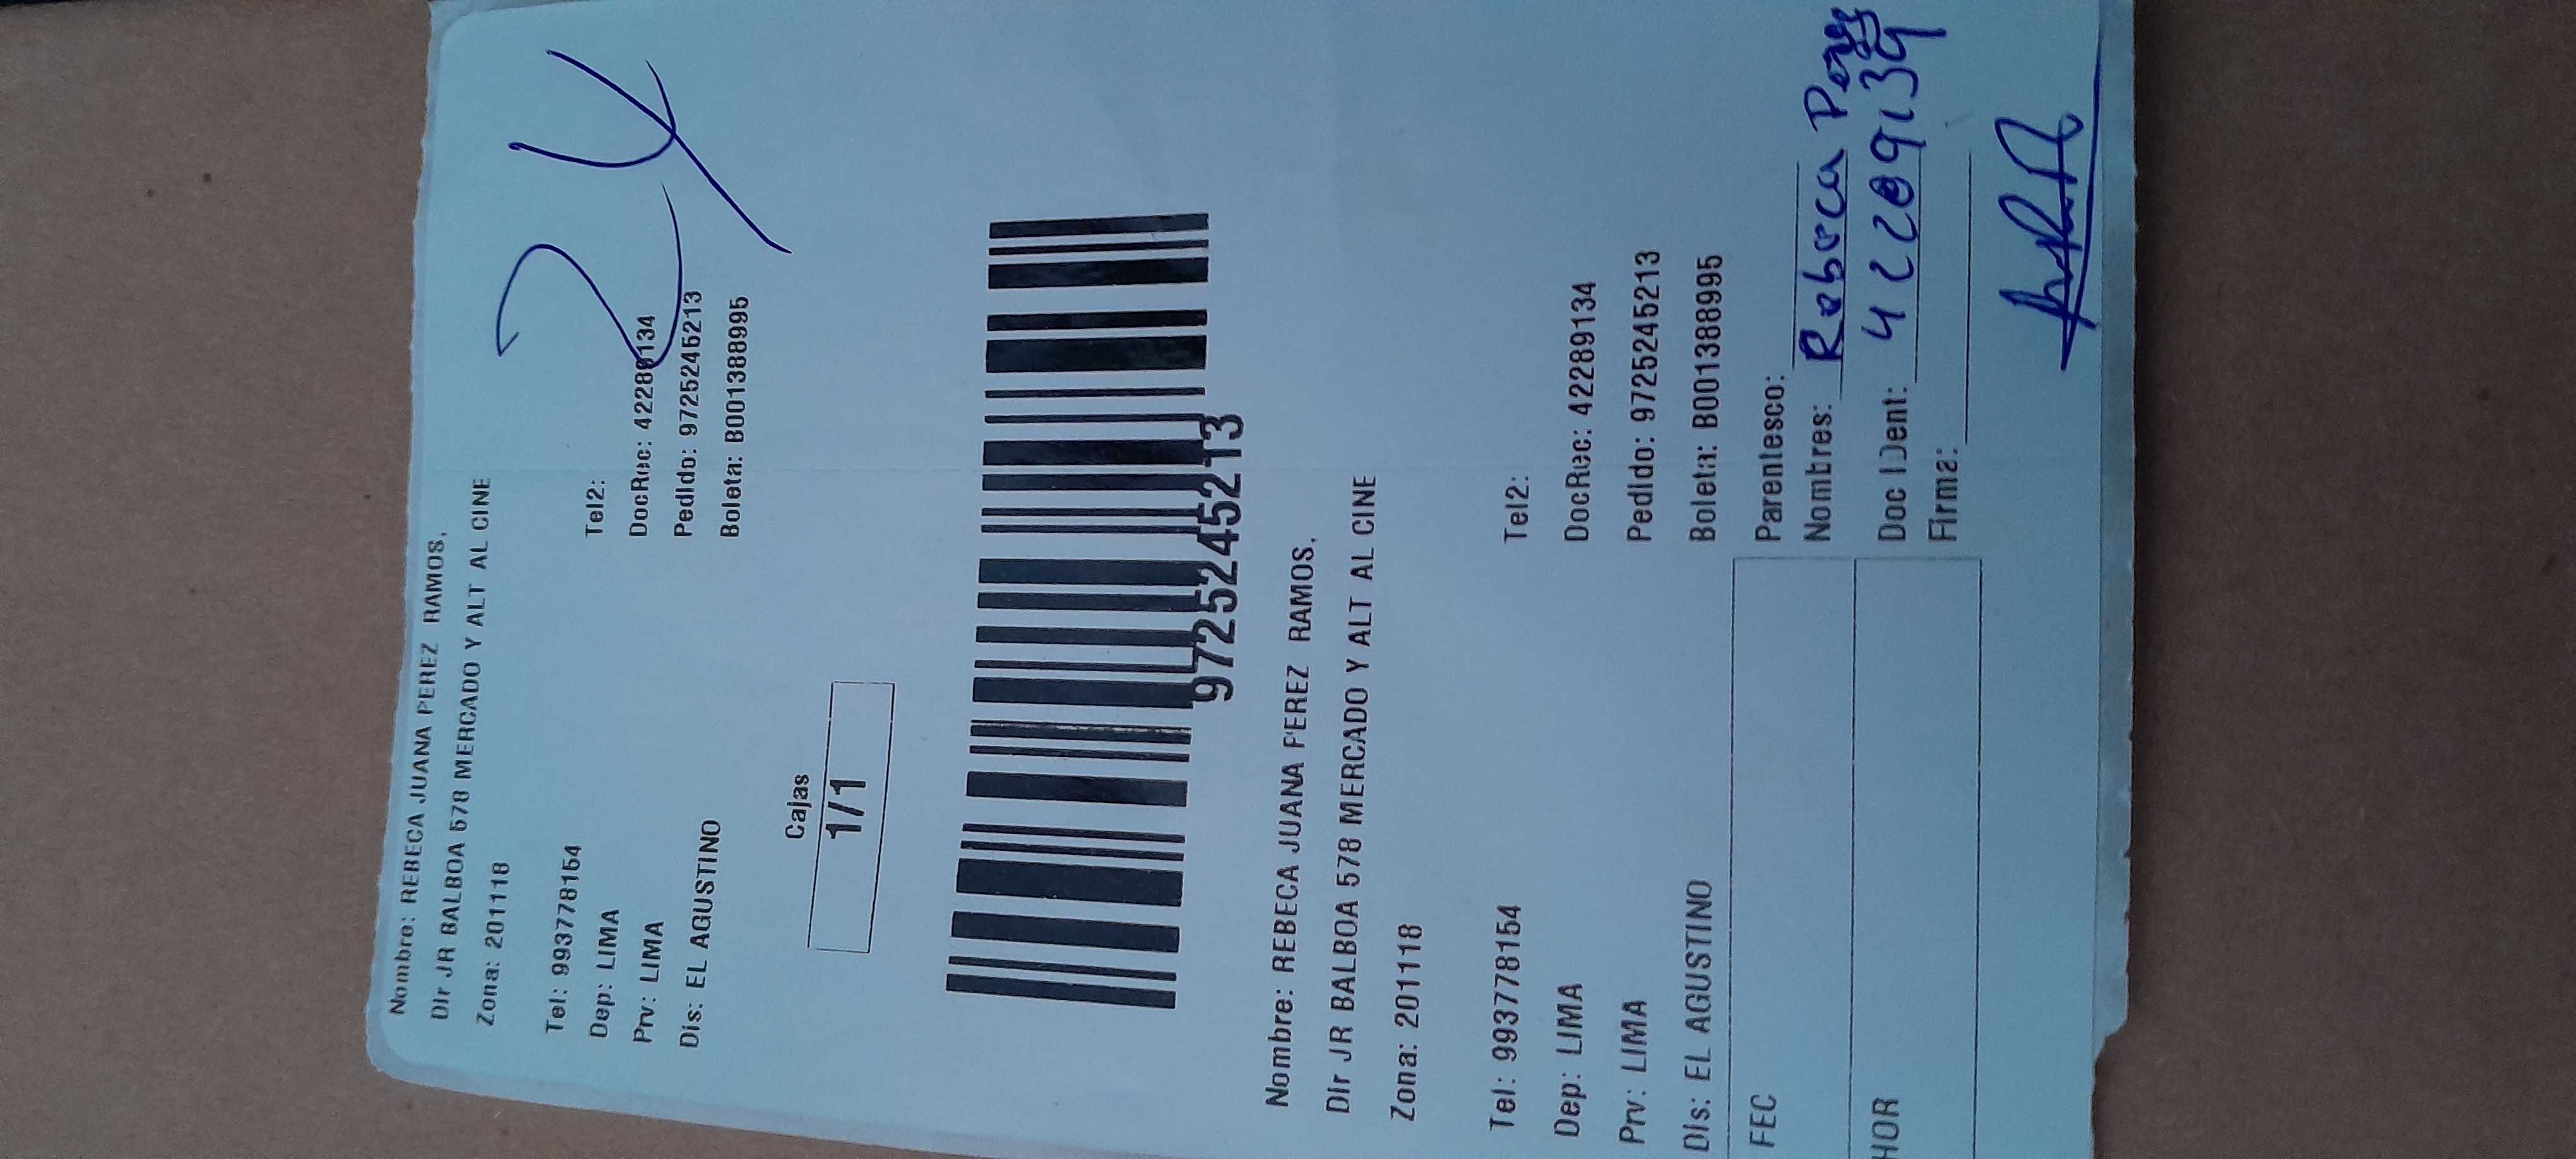 Nombre: REBECA JUANA PEREZ RAMOS,
Dir JR BALBOA 578 MERCADO Y ALT AL CINE
Zona: 201118
Tel: 993778154 Tel2:
Dep: LIMA DocRec: 42289134
Prv: LIMA Pedido: 9725245213
Dis: EL AGUSTINO Boleta: B001388995
24
Cajas
1/1
9725245213
Nombre: REBECA JUANA PEREZ RAMOS,
Dir JR BALBOA 578 MERCADO Y ALT AL CINE
Zona: 201118
Tel: 993778154 Tel2:
Dep: LIMA DocRec: 42289134
Prv: LIMA Pedido: 9725245213
Dis: EL AGUSTINO Boleta: B001388995
FEC Parentesco:
Nombres: Rebeca Perez
HOR Doc IDent: 42289134
Firma: